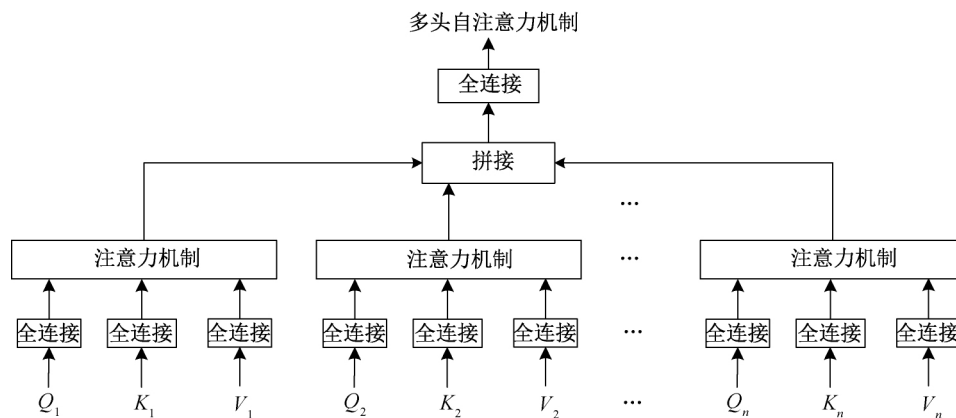 多头自注意力机制
全连接
拼接
...
注意力机制 注意力机制 ... 注意力机制
全连接 全连接 全连接 全连接 全连接 全连接 ... 全连接 全连接 全连接
Q1 K1 V1 Q2 K2 V2 ... Qn Kn Vn